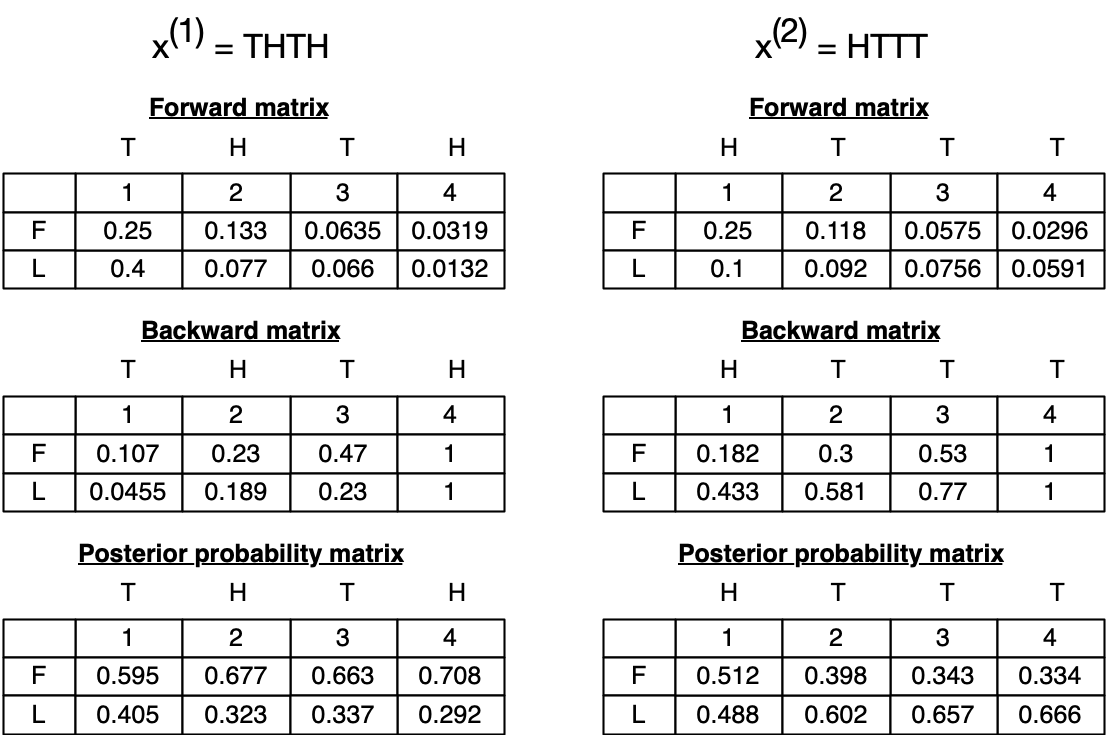 x(1) = THTH
Forward matrix
T H T H
1 2 3 4
F 0.25 0.133 0.0635 0.0319
L 0.4 0.077 0.066 0.0132
Backward matrix
T H T H
1 2 3 4
F 0.107 0.23 0.47 1
L 0.0455 0.189 0.23 1
Posterior probability matrix
T H T H
1 2 3 4
F 0.595 0.677 0.663 0.708
L 0.405 0.323 0.337 0.292
x(2) = HTTT
Forward matrix
H T T T
1 2 3 4
F 0.25 0.118 0.0575 0.0296
L 0.1 0.092 0.0756 0.0591
Backward matrix
H T T T
1 2 3 4
F 0.182 0.3 0.53 1
L 0.433 0.581 0.77 1
Posterior probability matrix
H T T T
1 2 3 4
F 0.512 0.398 0.343 0.334
L 0.488 0.602 0.657 0.666